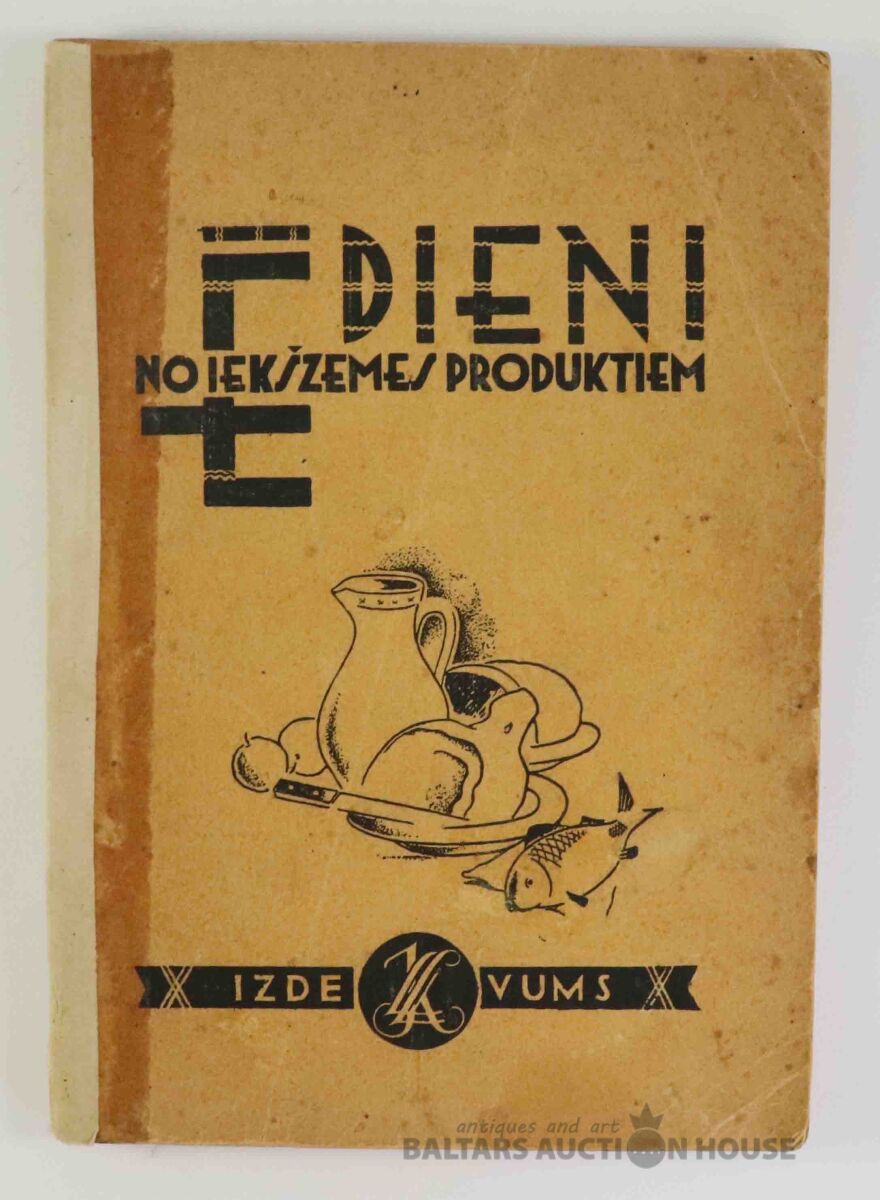 ĒDIENI
NO IEKŠZEMES PRODUKTIEM
IZDEVUMS
antiques and art
BALTARS AUCTION HOUSE